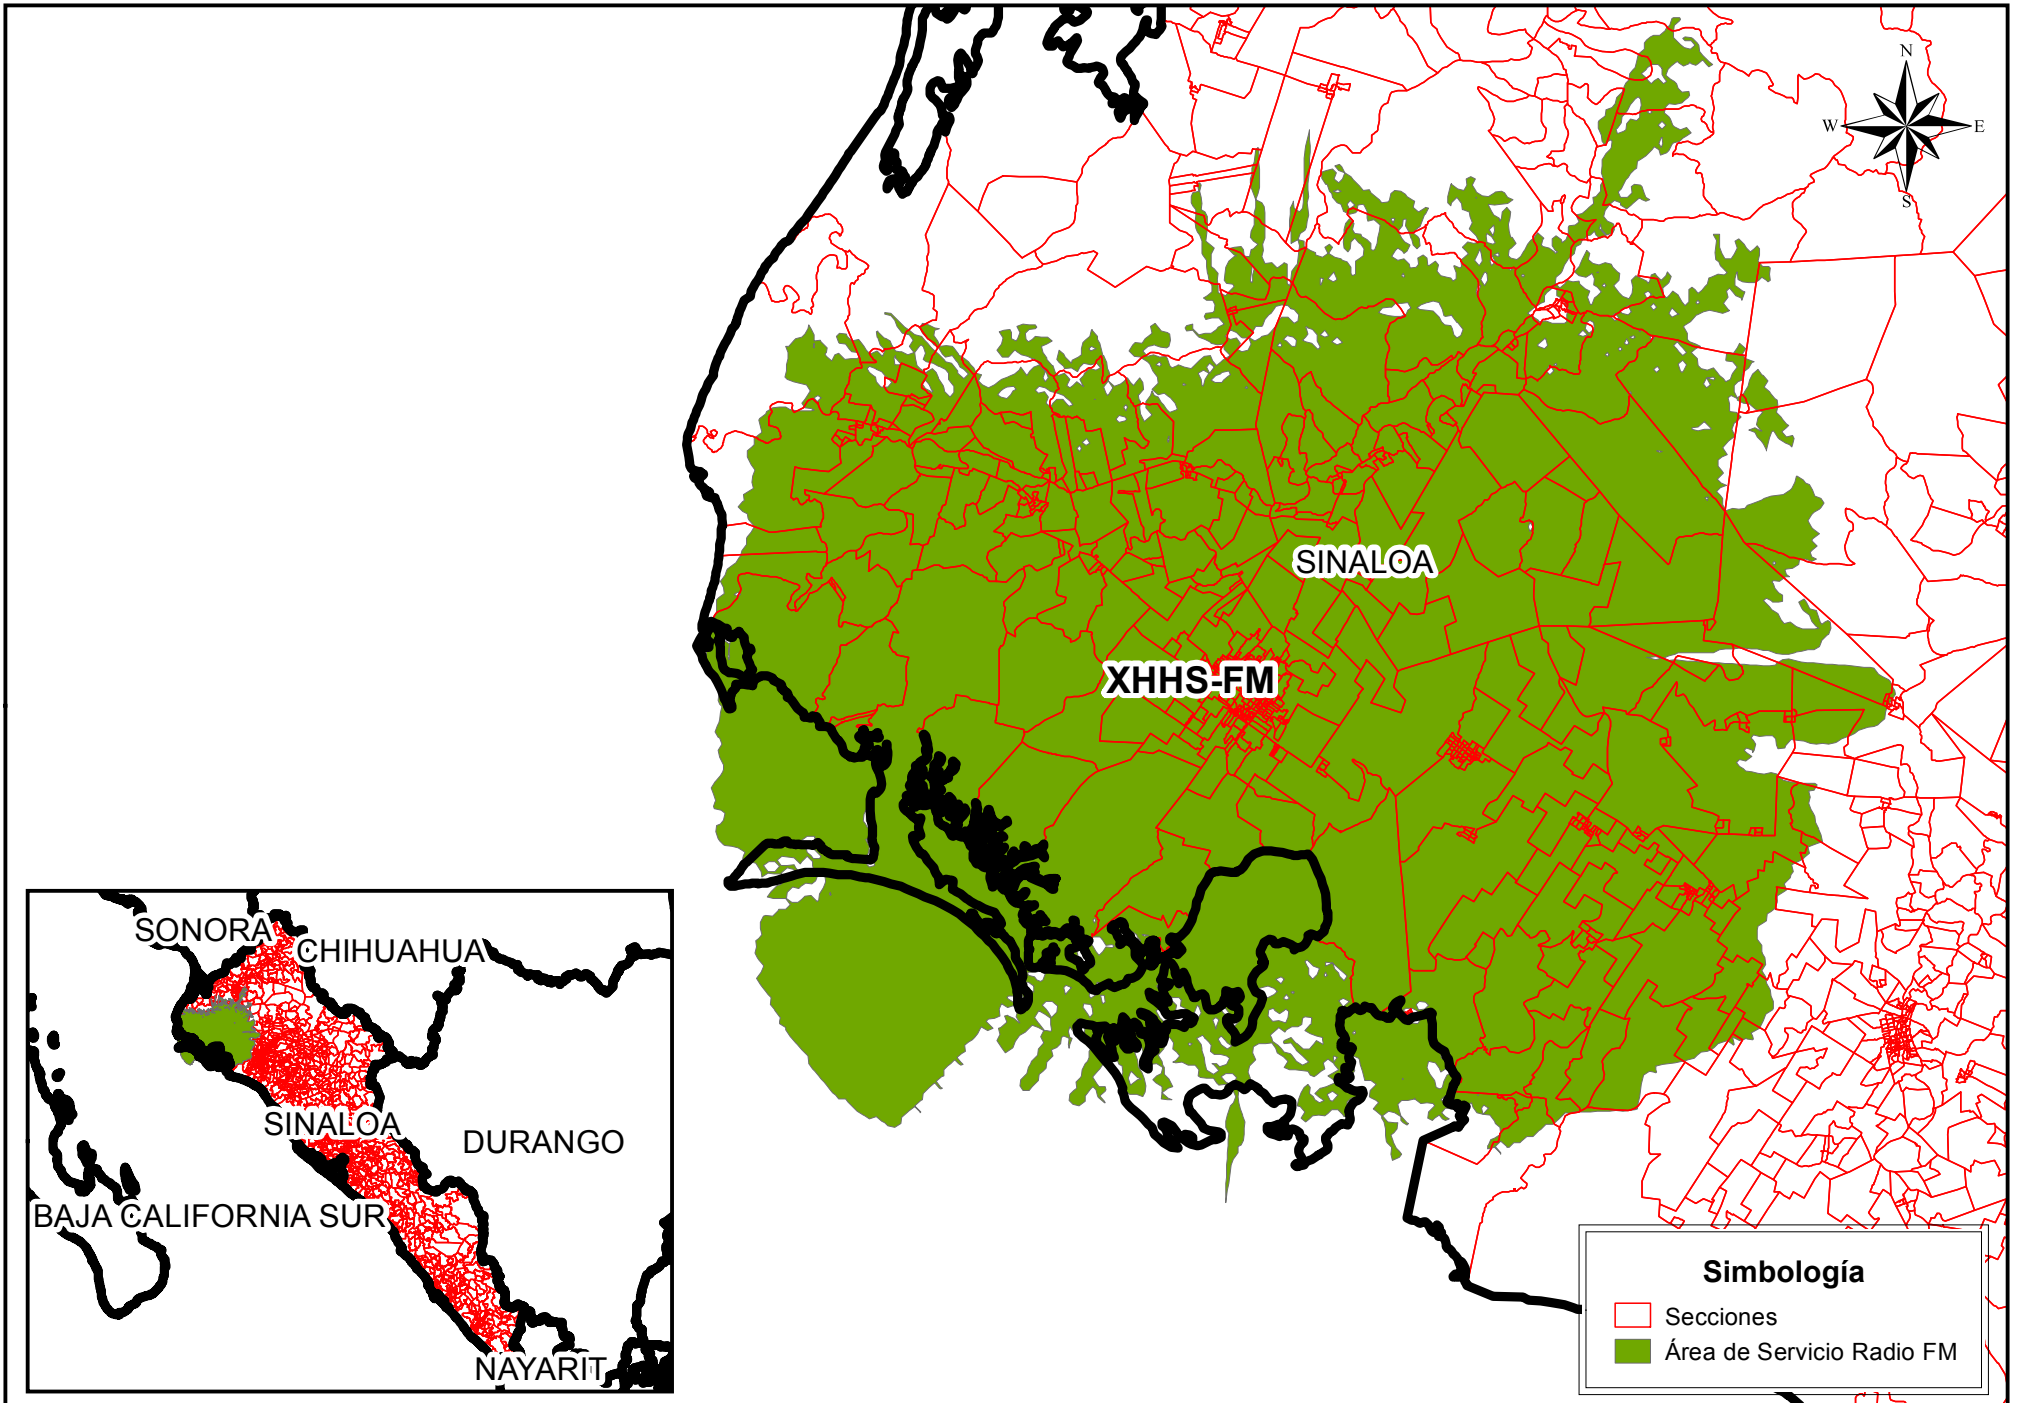 N
W
E
S
SINALOA
XHHS-FM
SONORA
CHIHUAHUA
SINALOA
DURANGO
BAJA CALIFORNIA SUR
NAYARIT
Simbología
Secciones
Área de Servicio Radio FM